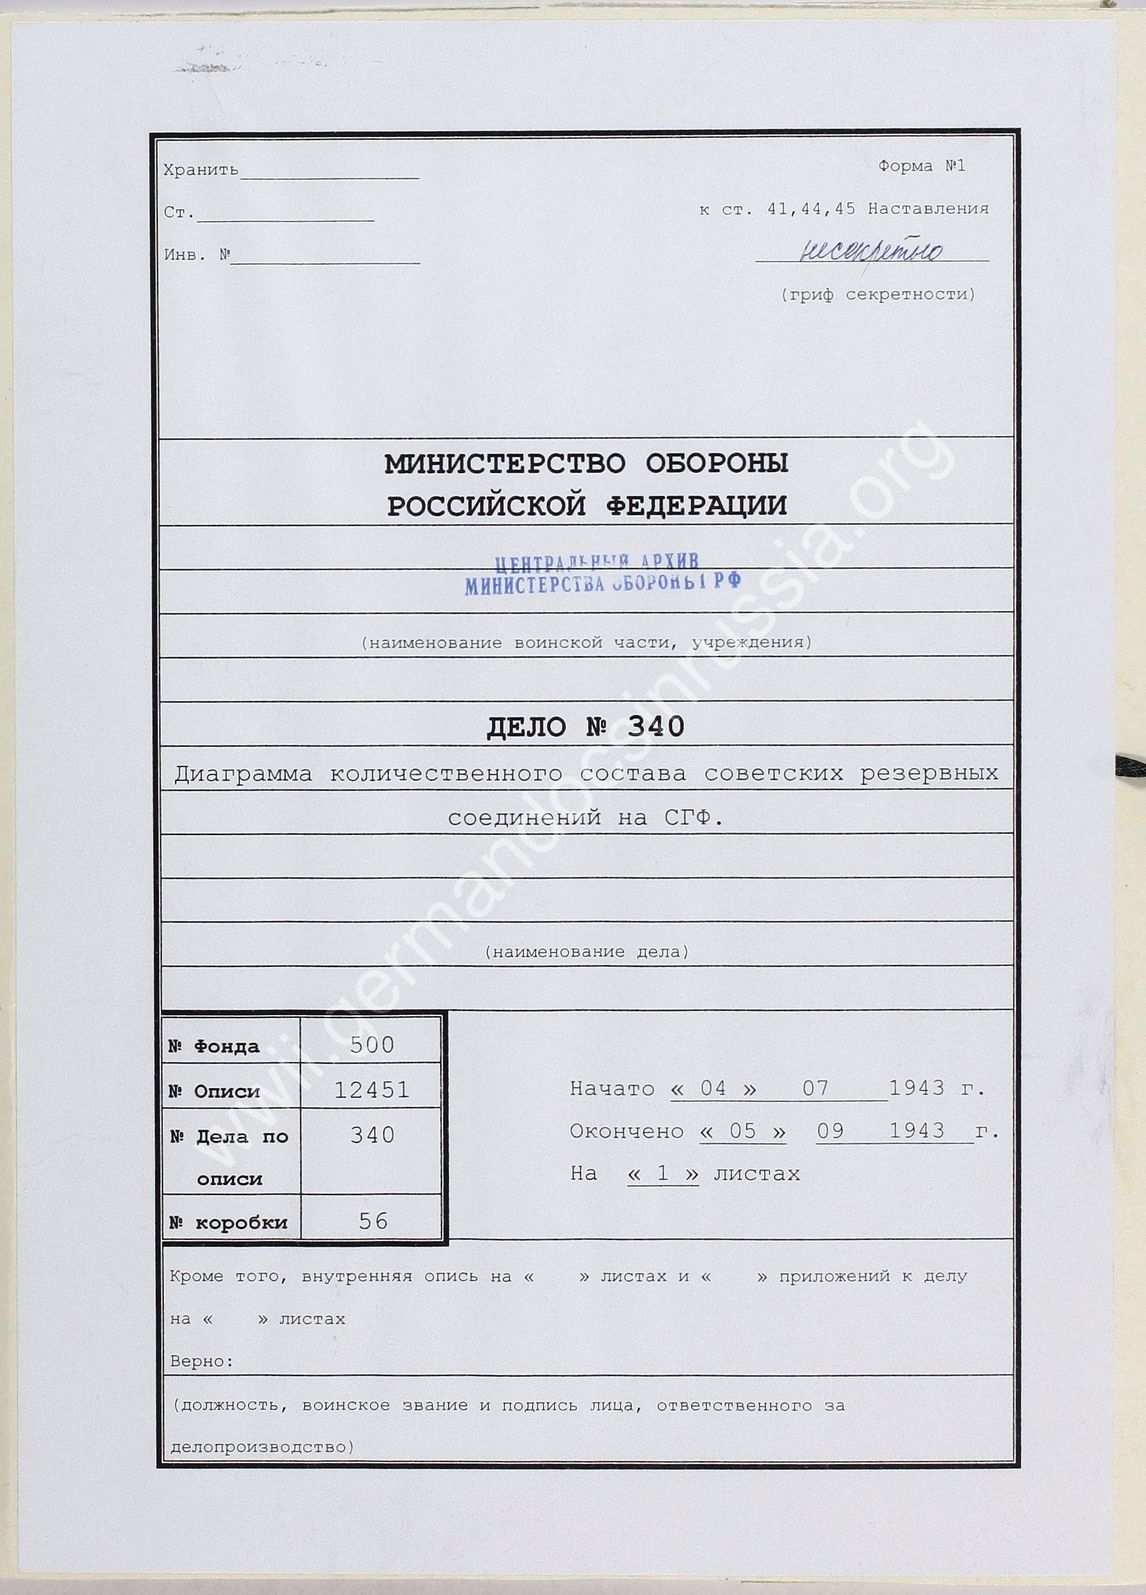 Хранить
Форма №1
Ст.
к ст. 41,44,45 Наставления
Инв. №
несекретно
(гриф секретности)
МИНИСТЕРСТВО ОБОРОНЫ
РОССИЙСКОЙ ФЕДЕРАЦИИ
ЦЕНТРАЛЬНЫЙ АРХИВ
МИНИСТЕРСТВА ОБОРОНЫ РФ
(наименование воинской части, учреждения)
ДЕЛО № 340
Диаграмма количественного состава советских резервных
соединений на СГФ.
(наименование дела)
№ Фонда 500
№ Описи 12451
№ Дела по 340
описи
№ коробки 56
Начато « 04 » 07 1943 г.
Окончено « 05 » 09 1943 г.
На « 1 » листах
Кроме того, внутренняя опись на « » листах и « » приложений к делу
на « » листах
Верно:
(должность, воинское звание и подпись лица, ответственного за
делопроизводство)
wwii.germandocsinrussia.org